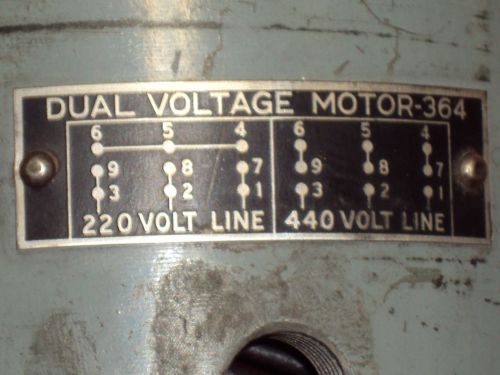 DUAL VOLTAGE MOTOR-364
6 5 4 6 5 4
9 8 7 9 8 7
3 2 1 3 2 1
220 VOLT LINE 440 VOLT LINE